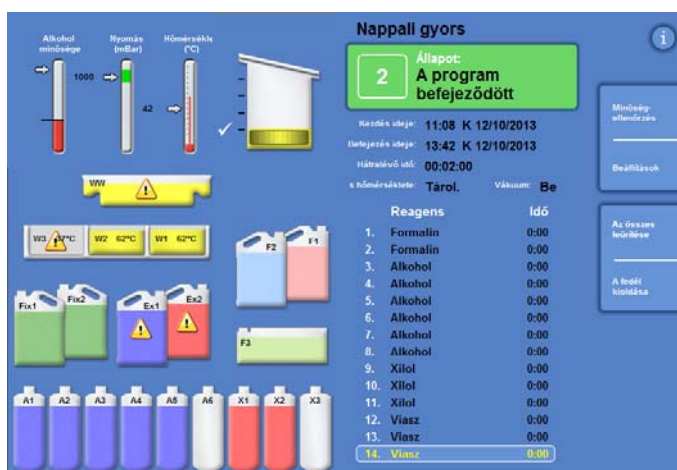 Alkohol minősége
Nyomás (mBar)
Hőmérsékle (°C)
1000
42
WW
W3 37°C
W2 62°C
W1 62°C
F2
F1
Fix1
Fix2
Ex1
Ex2
F3
A1
A2
A3
A4
A5
A6
X1
X2
X3
Nappali gyors
2
Állapot:
A program
befejeződött
Kezdés ideje: 11:08 K 12/10/2013
Befejezés ideje: 13:42 K 12/10/2013
Hátralévő idő: 00:02:00
s hőmérséklete: Tárol. Vákuum: Be
Reagens Idő
1. Formalin 0:00
2. Formalin 0:00
3. Alkohol 0:00
4. Alkohol 0:00
5. Alkohol 0:00
6. Alkohol 0:00
7. Alkohol 0:00
8. Alkohol 0:00
9. Xilol 0:00
10. Xilol 0:00
11. Xilol 0:00
12. Viasz 0:00
13. Viasz 0:00
14. Viasz 0:00
i
Minőség-
ellenőrzés
Beállítások
Az összes
leürítése
A fedél
kioldása